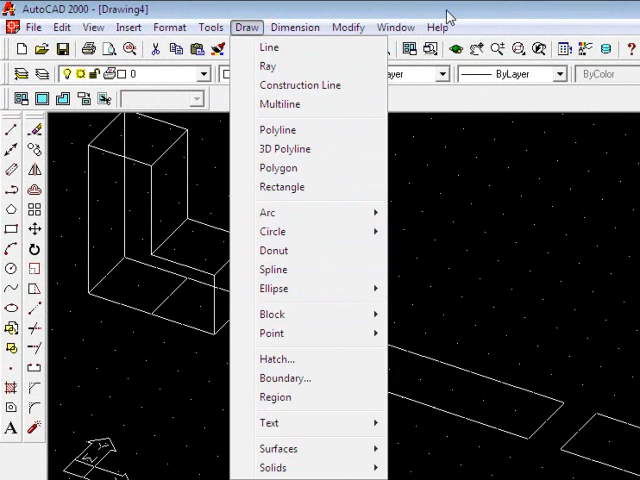 AutoCAD 2000 - [Drawing4]
File Edit View Insert Format Tools Draw Dimension Modify Window Help
0 ayer ByLayer ByColor
Line
Ray
Construction Line
Multiline
Polyline
3D Polyline
Polygon
Rectangle
Arc
Circle
Donut
Spline
Ellipse
Block
Point
Hatch...
Boundary...
Region
Text
Surfaces
Solids
A